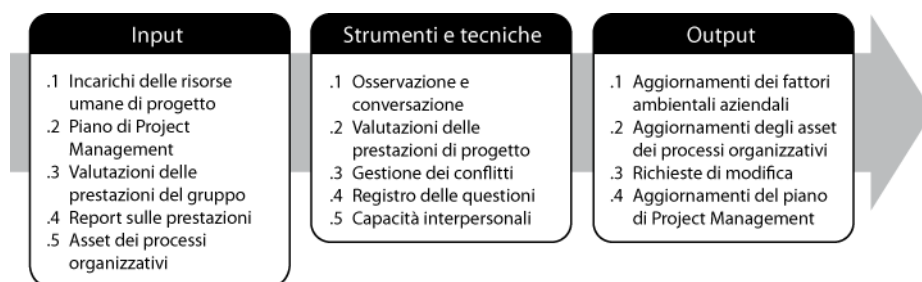 Input
.1 Incarichi delle risorse
umane di progetto
.2 Piano di Project
Management
.3 Valutazioni delle
prestazioni del gruppo
.4 Report sulle prestazioni
.5 Asset dei processi
organizzativi
Strumenti e tecniche
.1 Osservazione e
conversazione
.2 Valutazioni delle
prestazioni di progetto
.3 Gestione dei conflitti
.4 Registro delle questioni
.5 Capacità interpersonali
Output
.1 Aggiornamenti dei fattori
ambientali aziendali
.2 Aggiornamenti degli asset
dei processi organizzativi
.3 Richieste di modifica
.4 Aggiornamenti del piano
di Project Management